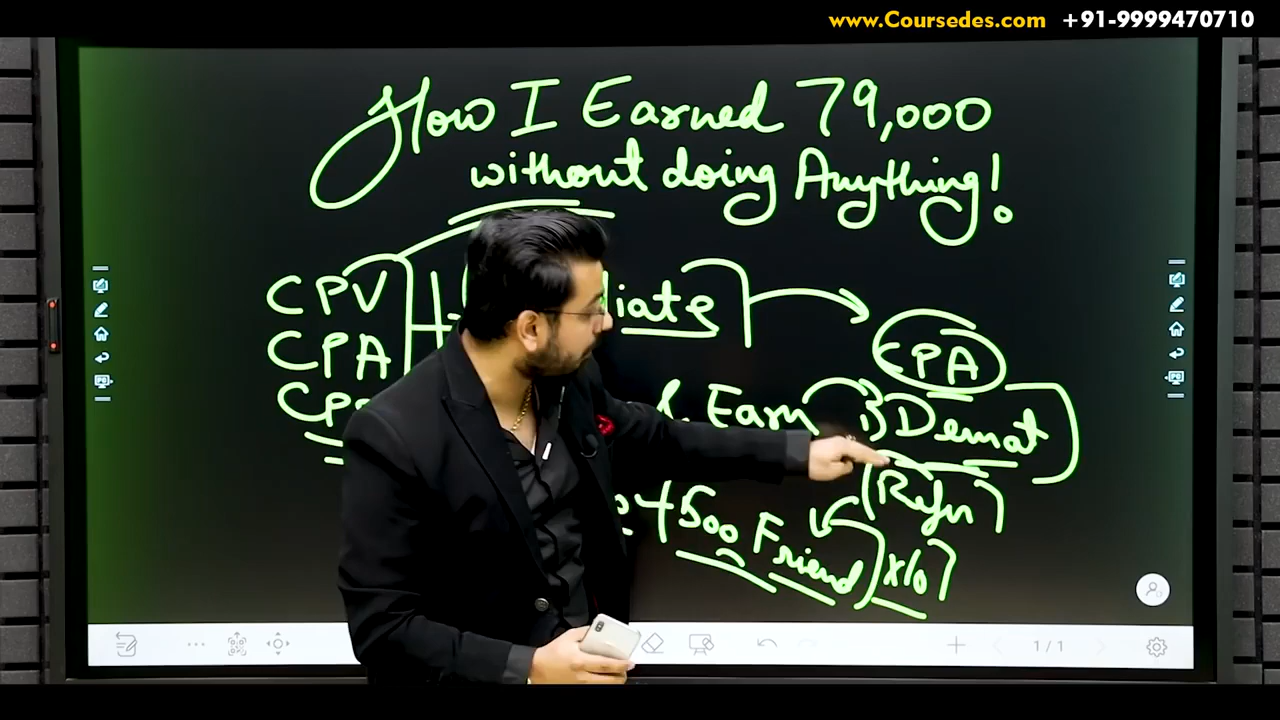 www.Coursedes.com +91-9999470710
How I Earned 79,000
without doing Anything!
CPV
CPA
CPA
Earn
Demat
Refer
500 Friend x10
1/1